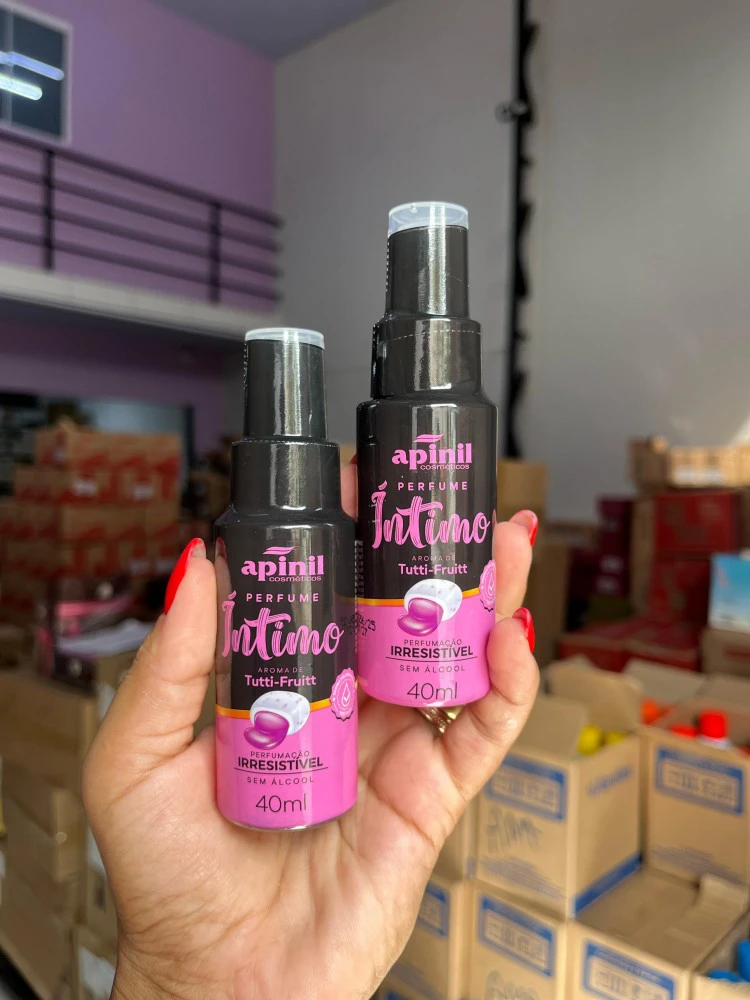 apinil
cosméticos
PERFUME
Íntimo
AROMA DE
Tutti-Fruitt
PERFUMAÇÃO
IRRESISTÍVEL
SEM ÁLCOOL
40ml
apinil
cosméticos
PERFUME
Íntimo
AROMA DE
Tutti-Fruitt
PERFUMAÇÃO
IRRESISTÍVEL
SEM ÁLCOOL
40ml